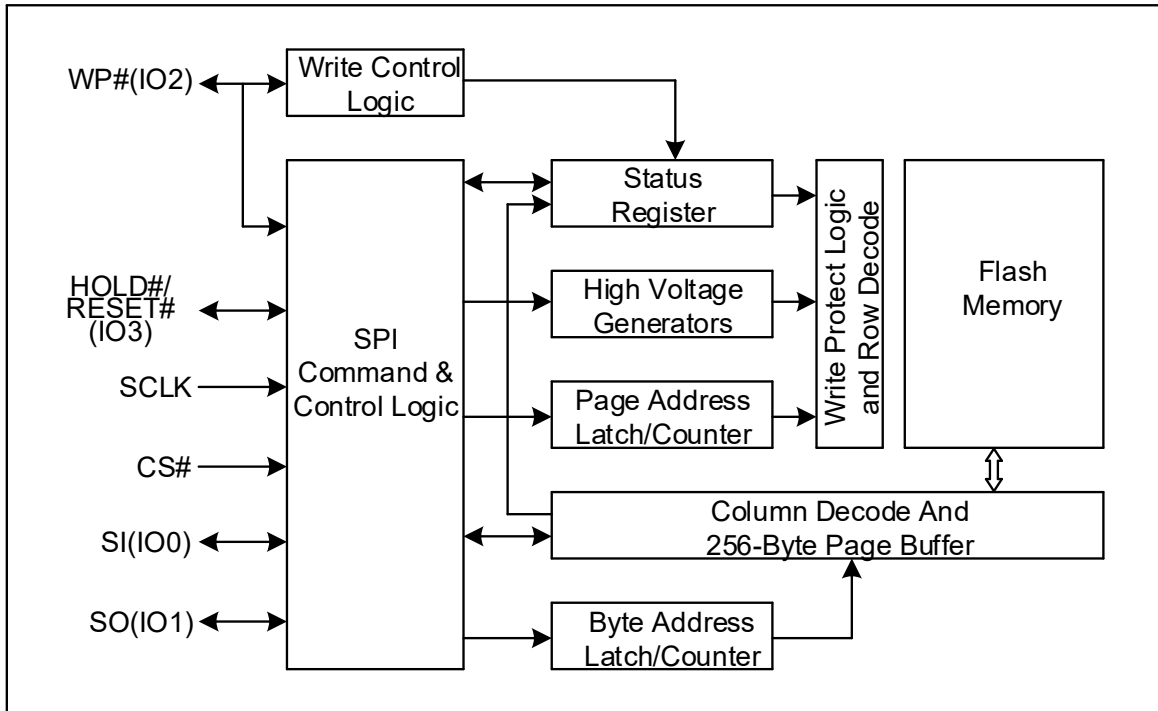 WP#(IO2)
Write Control
Logic
Status
Register
Write Protect Logic
and Row Decode
Flash
Memory
HOLD#/
RESET#
(IO3)
High Voltage
Generators
SPI
Command &
Control Logic
SCLK
Page Address
Latch/Counter
CS#
Column Decode And
256-Byte Page Buffer
SI(IO0)
SO(IO1)
Byte Address
Latch/Counter